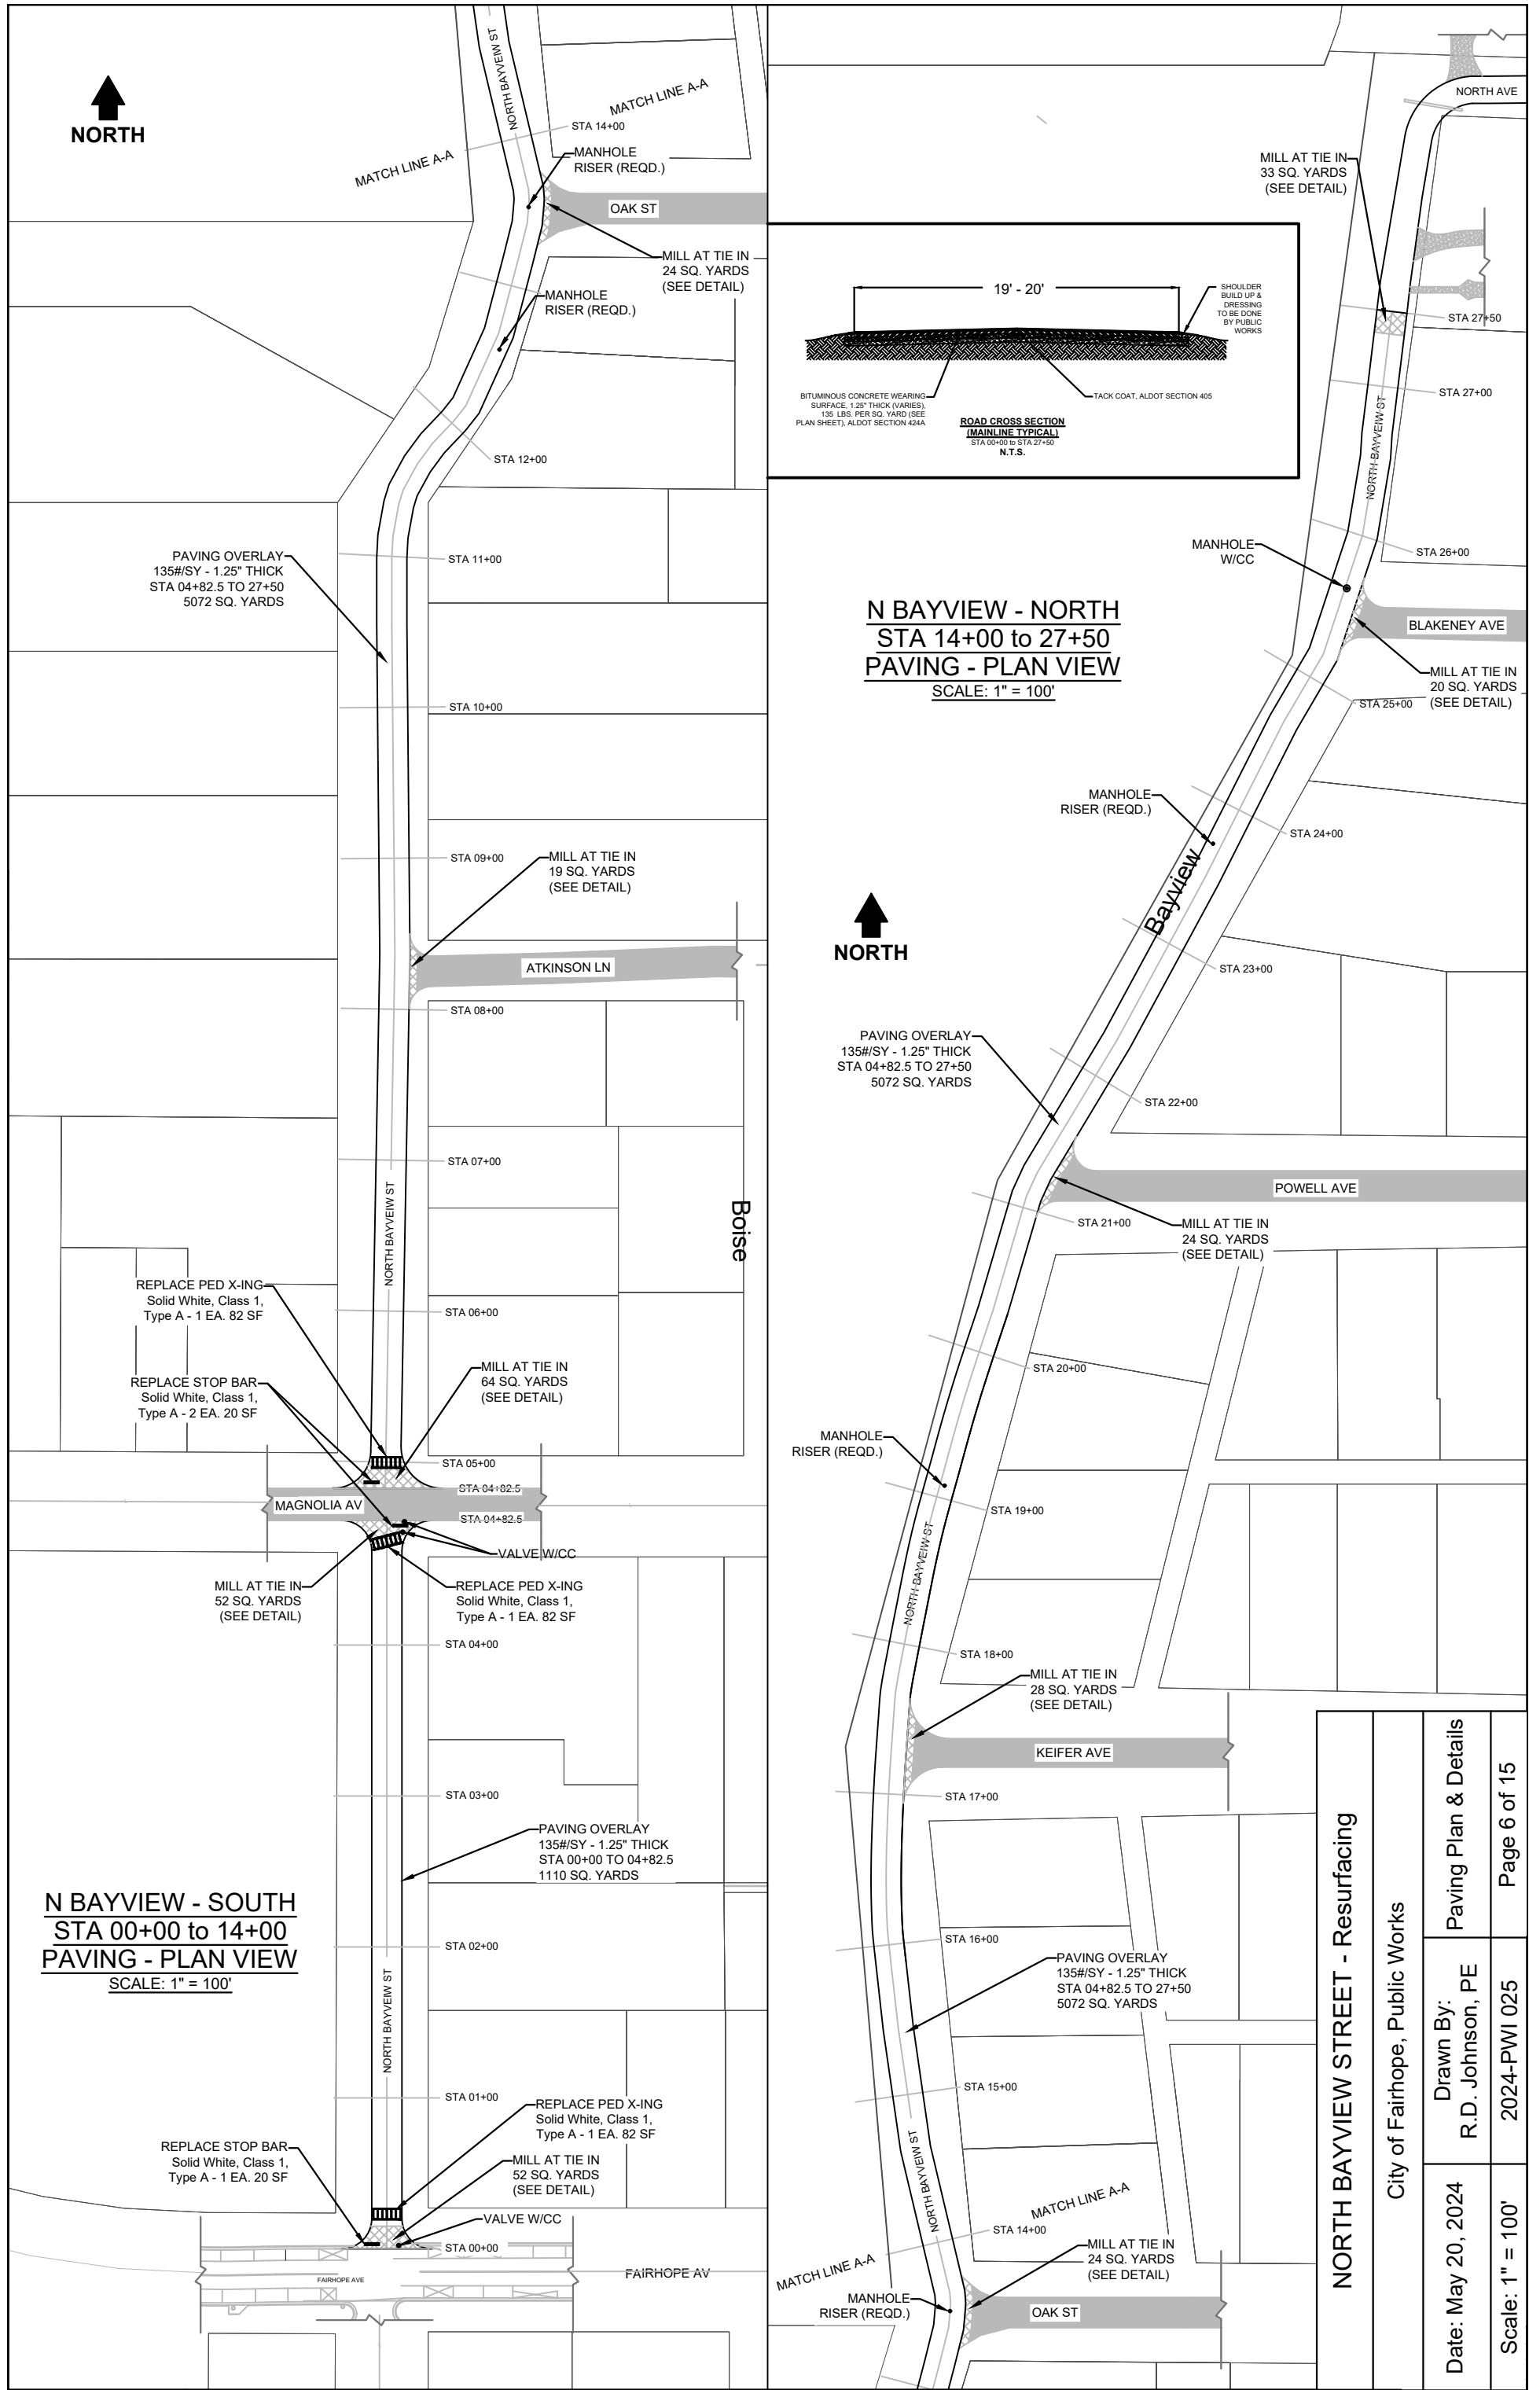 NORTH
NORTH BAYVEIW ST
MATCH LINE A-A
STA 14+00
MATCH LINE A-A
MANHOLE
RISER (REQD.)
OAK ST
MILL AT TIE IN
24 SQ. YARDS
(SEE DETAIL)
MANHOLE
RISER (REQD.)
STA 12+00
PAVING OVERLAY
135#/SY - 1.25" THICK
STA 04+82.5 TO 27+50
5072 SQ. YARDS
STA 11+00
STA 10+00
STA 09+00
MILL AT TIE IN
19 SQ. YARDS
(SEE DETAIL)
ATKINSON LN
STA 08+00
STA 07+00
NORTH BAYVEIW ST
Boise
REPLACE PED X-ING
Solid White, Class 1,
Type A - 1 EA. 82 SF
STA 06+00
REPLACE STOP BAR
Solid White, Class 1,
Type A - 2 EA. 20 SF
MILL AT TIE IN
64 SQ. YARDS
(SEE DETAIL)
STA 05+00
STA 04+82.5
MAGNOLIA AV
STA 04+82.5
VALVE W/CC
MILL AT TIE IN
52 SQ. YARDS
(SEE DETAIL)
REPLACE PED X-ING
Solid White, Class 1,
Type A - 1 EA. 82 SF
STA 04+00
STA 03+00
PAVING OVERLAY
135#/SY - 1.25" THICK
STA 00+00 TO 04+82.5
1110 SQ. YARDS
N BAYVIEW - SOUTH
STA 00+00 to 14+00
PAVING - PLAN VIEW
SCALE: 1" = 100'
STA 02+00
NORTH BAYVEIW ST
STA 01+00
REPLACE PED X-ING
Solid White, Class 1,
Type A - 1 EA. 82 SF
REPLACE STOP BAR
Solid White, Class 1,
Type A - 1 EA. 20 SF
MILL AT TIE IN
52 SQ. YARDS
(SEE DETAIL)
VALVE W/CC
STA 00+00
FAIRHOPE AVE
FAIRHOPE AV
NORTH AVE
MILL AT TIE IN
33 SQ. YARDS
(SEE DETAIL)
19' - 20'
SHOULDER
BUILD UP &
DRESSING
TO BE DONE
BY PUBLIC
WORKS
BITUMINOUS CONCRETE WEARING
SURFACE, 1.25" THICK (VARIES),
135 LBS. PER SQ. YARD (SEE
PLAN SHEET), ALDOT SECTION 424A
TACK COAT, ALDOT SECTION 405
ROAD CROSS SECTION
(MAINLINE TYPICAL)
STA 00+00 to STA 27+50
N.T.S.
STA 27+50
STA 27+00
NORTH BAYVEIW ST
STA 26+00
MANHOLE
W/CC
N BAYVIEW - NORTH
STA 14+00 to 27+50
PAVING - PLAN VIEW
SCALE: 1" = 100'
BLAKENEY AVE
MILL AT TIE IN
20 SQ. YARDS
(SEE DETAIL)
STA 25+00
MANHOLE
RISER (REQD.)
STA 24+00
Bayview
NORTH
STA 23+00
PAVING OVERLAY
135#/SY - 1.25" THICK
STA 04+82.5 TO 27+50
5072 SQ. YARDS
STA 22+00
POWELL AVE
STA 21+00
MILL AT TIE IN
24 SQ. YARDS
(SEE DETAIL)
STA 20+00
MANHOLE
RISER (REQD.)
STA 19+00
NORTH BAYVEIW ST
STA 18+00
MILL AT TIE IN
28 SQ. YARDS
(SEE DETAIL)
KEIFER AVE
STA 17+00
STA 16+00
PAVING OVERLAY
135#/SY - 1.25" THICK
STA 04+82.5 TO 27+50
5072 SQ. YARDS
STA 15+00
NORTH BAYVEIW ST
MATCH LINE A-A
STA 14+00
MATCH LINE A-A
MILL AT TIE IN
24 SQ. YARDS
(SEE DETAIL)
MANHOLE
RISER (REQD.)
OAK ST
NORTH BAYVIEW STREET - Resurfacing
City of Fairhope, Public Works
Date: May 20, 2024
Drawn By:
R.D. Johnson, PE
Paving Plan & Details
Scale: 1" = 100'
2024-PWI 025
Page 6 of 15